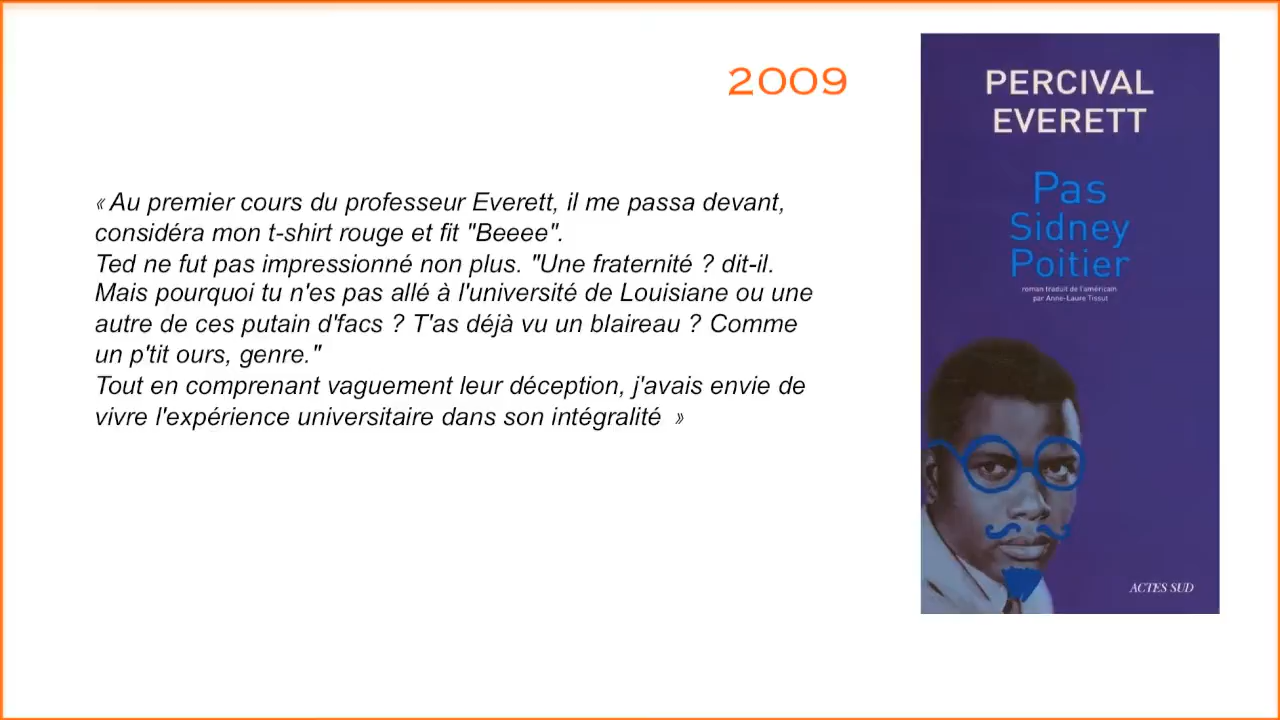 2009
« Au premier cours du professeur Everett, il me passa devant,
considéra mon t-shirt rouge et fit "Beeee".
Ted ne fut pas impressionné non plus. "Une fraternité ? dit-il.
Mais pourquoi tu n'es pas allé à l'université de Louisiane ou une
autre de ces putain d'facs ? T'as déjà vu un blaireau ? Comme
un p'tit ours, genre."
Tout en comprenant vaguement leur déception, j'avais envie de
vivre l'expérience universitaire dans son intégralité »
PERCIVAL
EVERETT
Pas
Sidney
Poitier
roman traduit de l'américain
par Anne-Laure Tissut
ACTES SUD